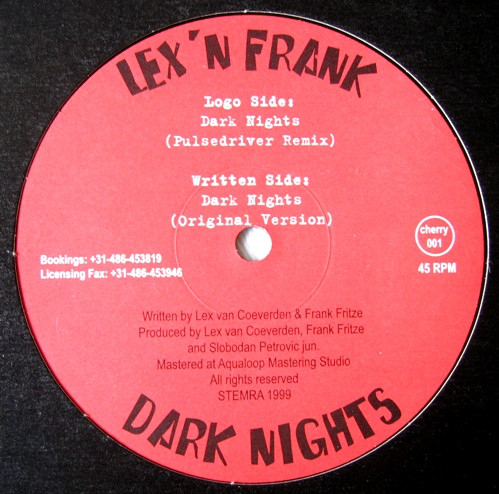 LEX 'N FRANK
Logo Side:
Dark Nights
(Pulsedriver Remix)
Written Side:
Dark Nights
(Original Version)
cherry
001
Bookings: +31-486-453819
Licensing Fax: +31-486-453946
45 RPM
Written by Lex van Coeverden & Frank Fritze
Produced by Lex van Coeverden, Frank Fritze
and Slobodan Petrovic jun.
Mastered at Aqualoop Mastering Studio
All rights reserved
STEMRA 1999
DARK NIGHTS